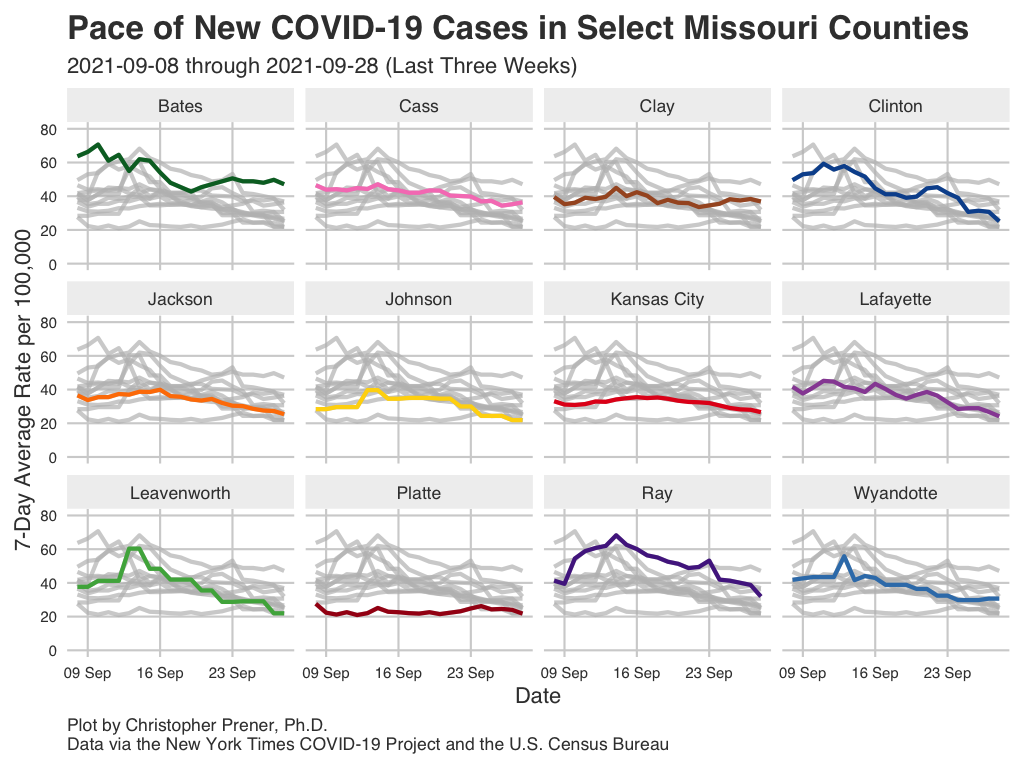 Pace of New COVID-19 Cases in Select Missouri Counties
2021-09-08 through 2021-09-28 (Last Three Weeks)
7-Day Average Rate per 100,000
Bates Cass Clay Clinton
80
60
40
20
0
Jackson Johnson Kansas City Lafayette
80
60
40
20
0
Leavenworth Platte Ray Wyandotte
80
60
40
20
0
09 Sep 16 Sep 23 Sep 09 Sep 16 Sep 23 Sep 09 Sep 16 Sep 23 Sep 09 Sep 16 Sep 23 Sep
Date
Plot by Christopher Prener, Ph.D.
Data via the New York Times COVID-19 Project and the U.S. Census Bureau